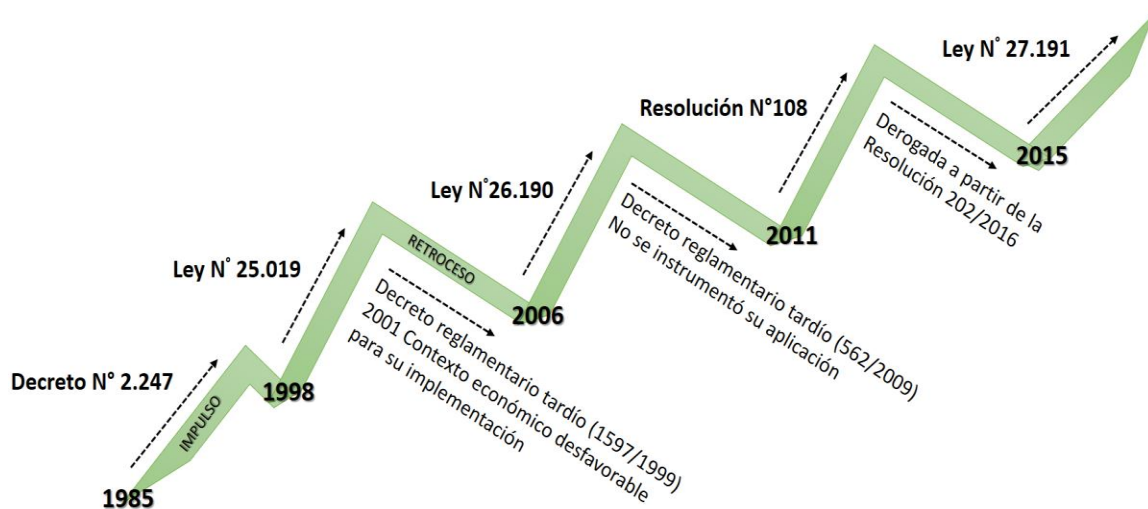 Decreto N° 2.247
IMPULSO
1985
Ley N° 25.019
1998
RETROCESO
Decreto reglamentario tardío (1597/1999)
2001 Contexto económico desfavorable
para su implementación
Ley N°26.190
2006
Decreto reglamentario tardío (562/2009)
No se instrumentó su aplicación
Resolución N°108
2011
Derogada a partir de la
Resolución 202/2016
Ley N° 27.191
2015